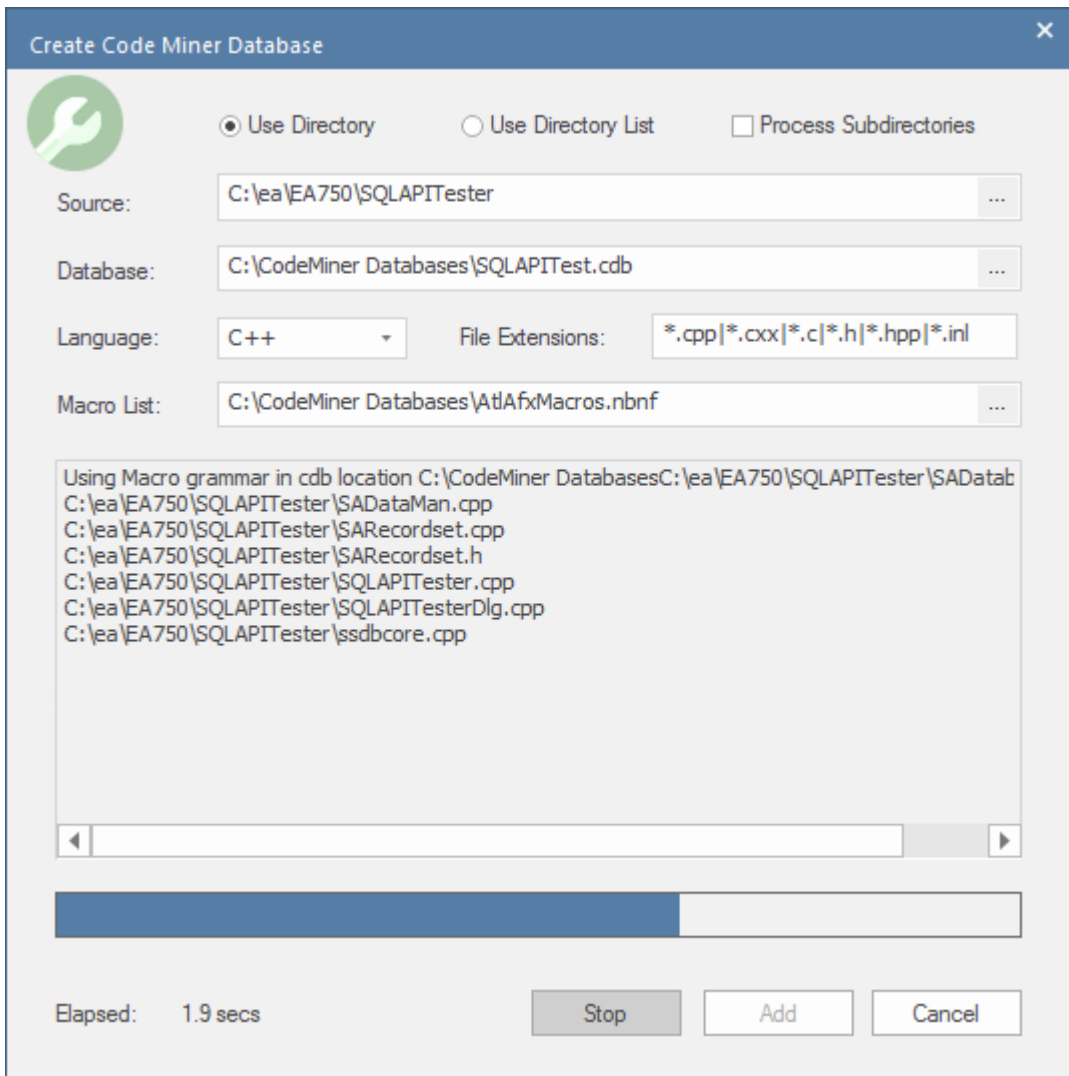 Create Code Miner Database
Use Directory Use Directory List Process Subdirectories
Source: C:\ea\EA750\SQLAPITester ...
Database: C:\CodeMiner Databases\SQLAPITest.cdb ...
Language: C++ File Extensions: *.cpp|*.cxx|*.c|*.h|*.hpp|*.inl
Macro List: C:\CodeMiner Databases\AtlAfxMacros.nbnf ...
Using Macro grammar in cdb location C:\CodeMiner DatabasesC:\ea\EA750\SQLAPITester\SADatab
C:\ea\EA750\SQLAPITester\SADataMan.cpp
C:\ea\EA750\SQLAPITester\SARecordset.cpp
C:\ea\EA750\SQLAPITester\SARecordset.h
C:\ea\EA750\SQLAPITester\SQLAPITester.cpp
C:\ea\EA750\SQLAPITester\SQLAPITesterDlg.cpp
C:\ea\EA750\SQLAPITester\ssdbcore.cpp
Elapsed: 1.9 secs Stop Add Cancel